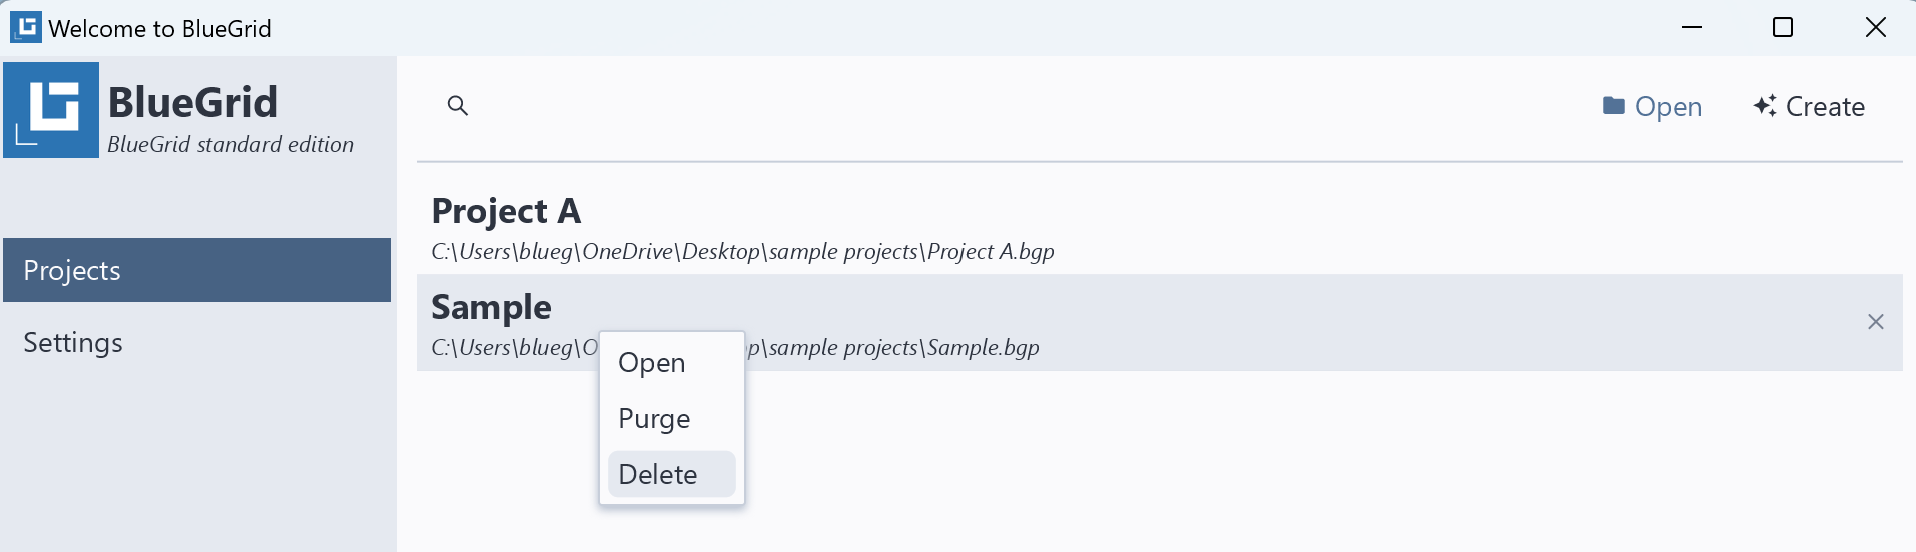 Welcome to BlueGrid
BlueGrid
BlueGrid standard edition
Projects
Settings
Open
Create
Project A
C:\Users\blueg\OneDrive\Desktop\sample projects\Project A.bgp
Sample
C:\Users\blueg\O p\sample projects\Sample.bgp
Open
Purge
Delete